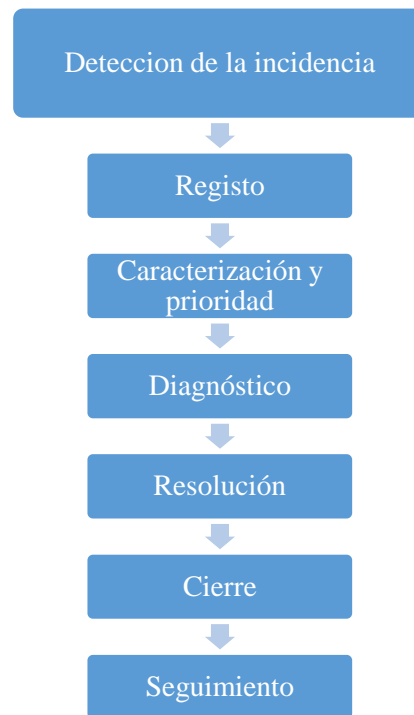 Deteccion de la incidencia
Registo
Caracterización y
prioridad
Diagnóstico
Resolución
Cierre
Seguimiento